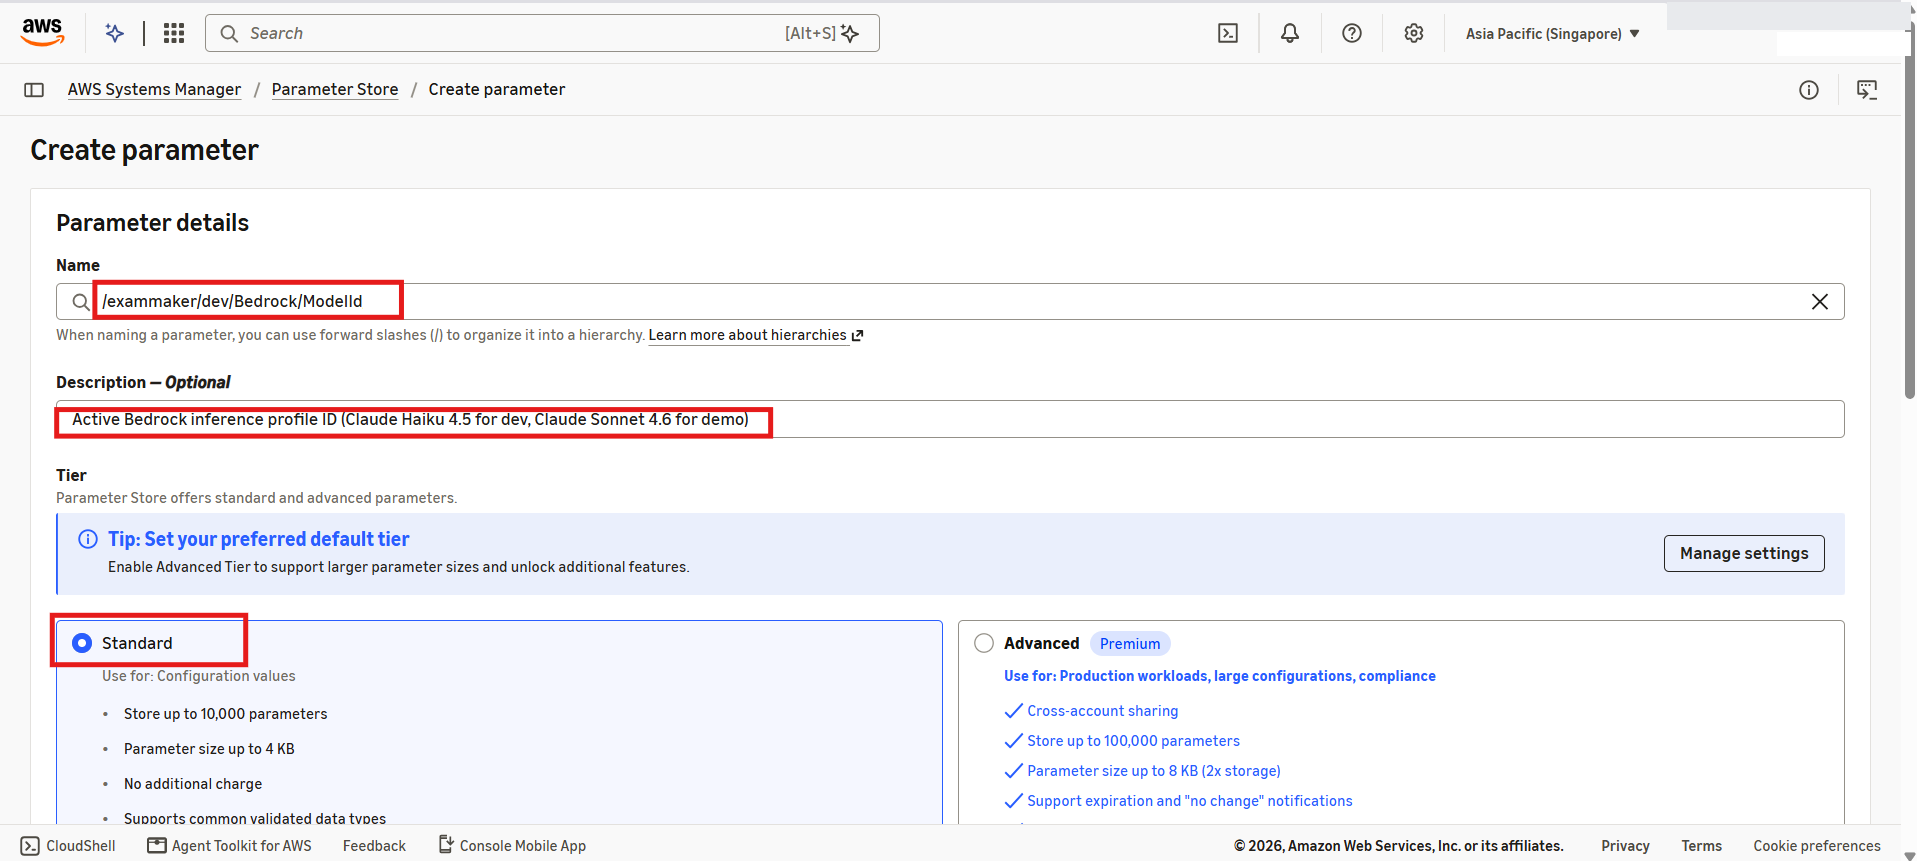 aws
Search [Alt+S]
Asia Pacific (Singapore)
AWS Systems Manager / Parameter Store / Create parameter
Create parameter
Parameter details
Name
/exammaker/dev/Bedrock/ModelId
When naming a parameter, you can use forward slashes (/) to organize it into a hierarchy. Learn more about hierarchies
Description – Optional
Active Bedrock inference profile ID (Claude Haiku 4.5 for dev, Claude Sonnet 4.6 for demo)
Tier
Parameter Store offers standard and advanced parameters.
Tip: Set your preferred default tier
Enable Advanced Tier to support larger parameter sizes and unlock additional features.
Manage settings
Standard
Use for: Configuration values
• Store up to 10,000 parameters
• Parameter size up to 4 KB
• No additional charge
• Supports common validated data types
Advanced Premium
Use for: Production workloads, large configurations, compliance
Cross-account sharing
Store up to 100,000 parameters
Parameter size up to 8 KB (2x storage)
Support expiration and "no change" notifications
CloudShell Agent Toolkit for AWS Feedback Console Mobile App © 2026, Amazon Web Services, Inc. or its affiliates. Privacy Terms Cookie preferences